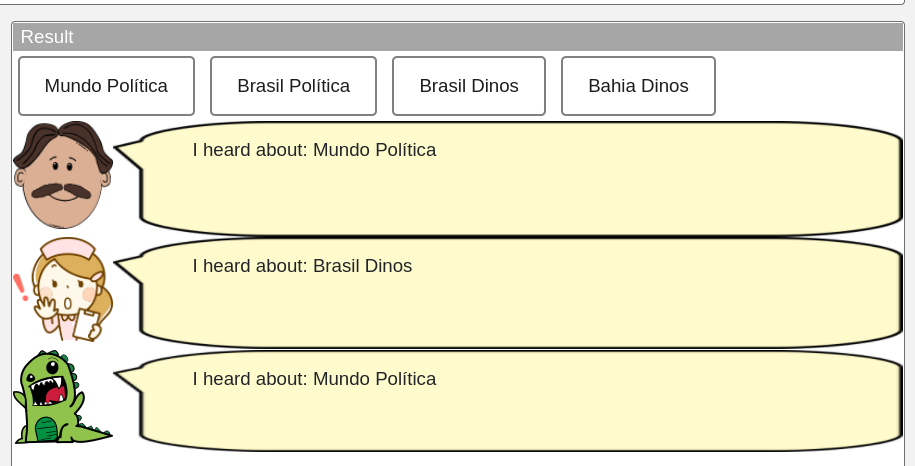 Result
Mundo Política
Brasil Política
Brasil Dinos
Bahia Dinos
I heard about: Mundo Política
I heard about: Brasil Dinos
I heard about: Mundo Política